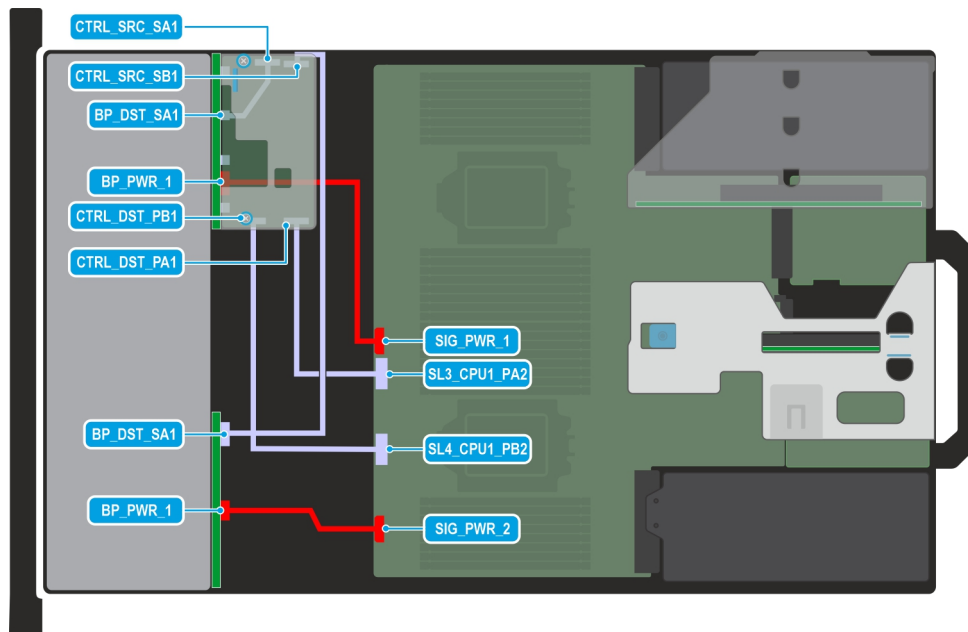 CTRL_SRC_SA1
CTRL_SRC_SB1
BP_DST_SA1
BP_PWR_1
CTRL_DST_PB1
CTRL_DST_PA1
SIG_PWR_1
SL3_CPU1_PA2
BP_DST_SA1
SL4_CPU1_PB2
BP_PWR_1
SIG_PWR_2